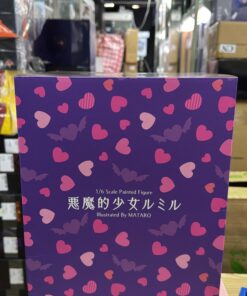 1/6 Scale Painted Figure
悪魔的少女ルミル
Illustrated By MATARO